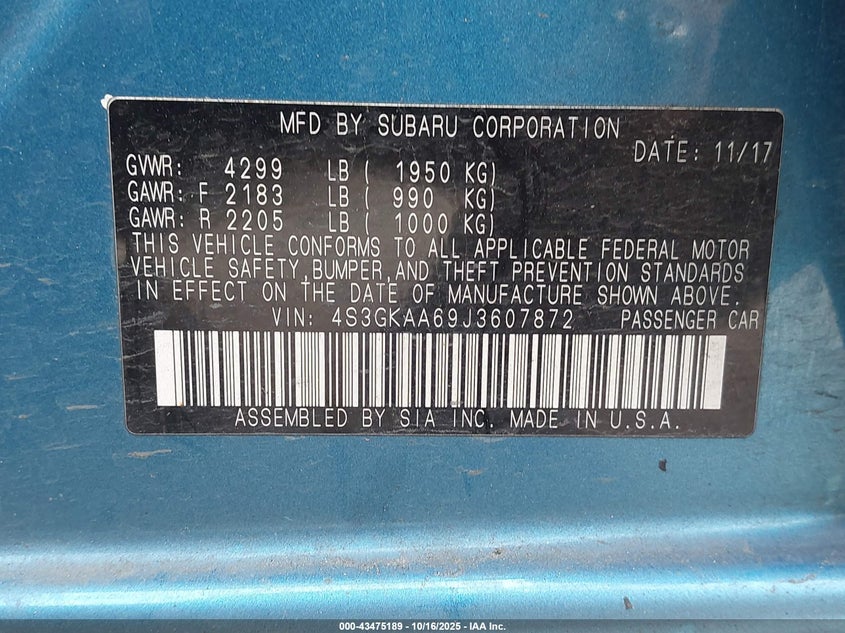 MFD BY SUBARU CORPORATION
DATE: 11/17
GVWR: 4299 LB ( 1950 KG)
GAWR: F 2183 LB ( 990 KG)
GAWR: R 2205 LB ( 1000 KG)
THIS VEHICLE CONFORMS TO ALL APPLICABLE FEDERAL MOTOR
VEHICLE SAFETY,BUMPER,AND THEFT PREVENTION STANDARDS
IN EFFECT ON THE DATE OF MANUFACTURE SHOWN ABOVE.
VIN: 4S3GKAA69J3607872 PASSENGER CAR
ASSEMBLED BY SIA INC. MADE IN U.S.A.
000-43475189 - 10/16/2025 - IAA Inc.